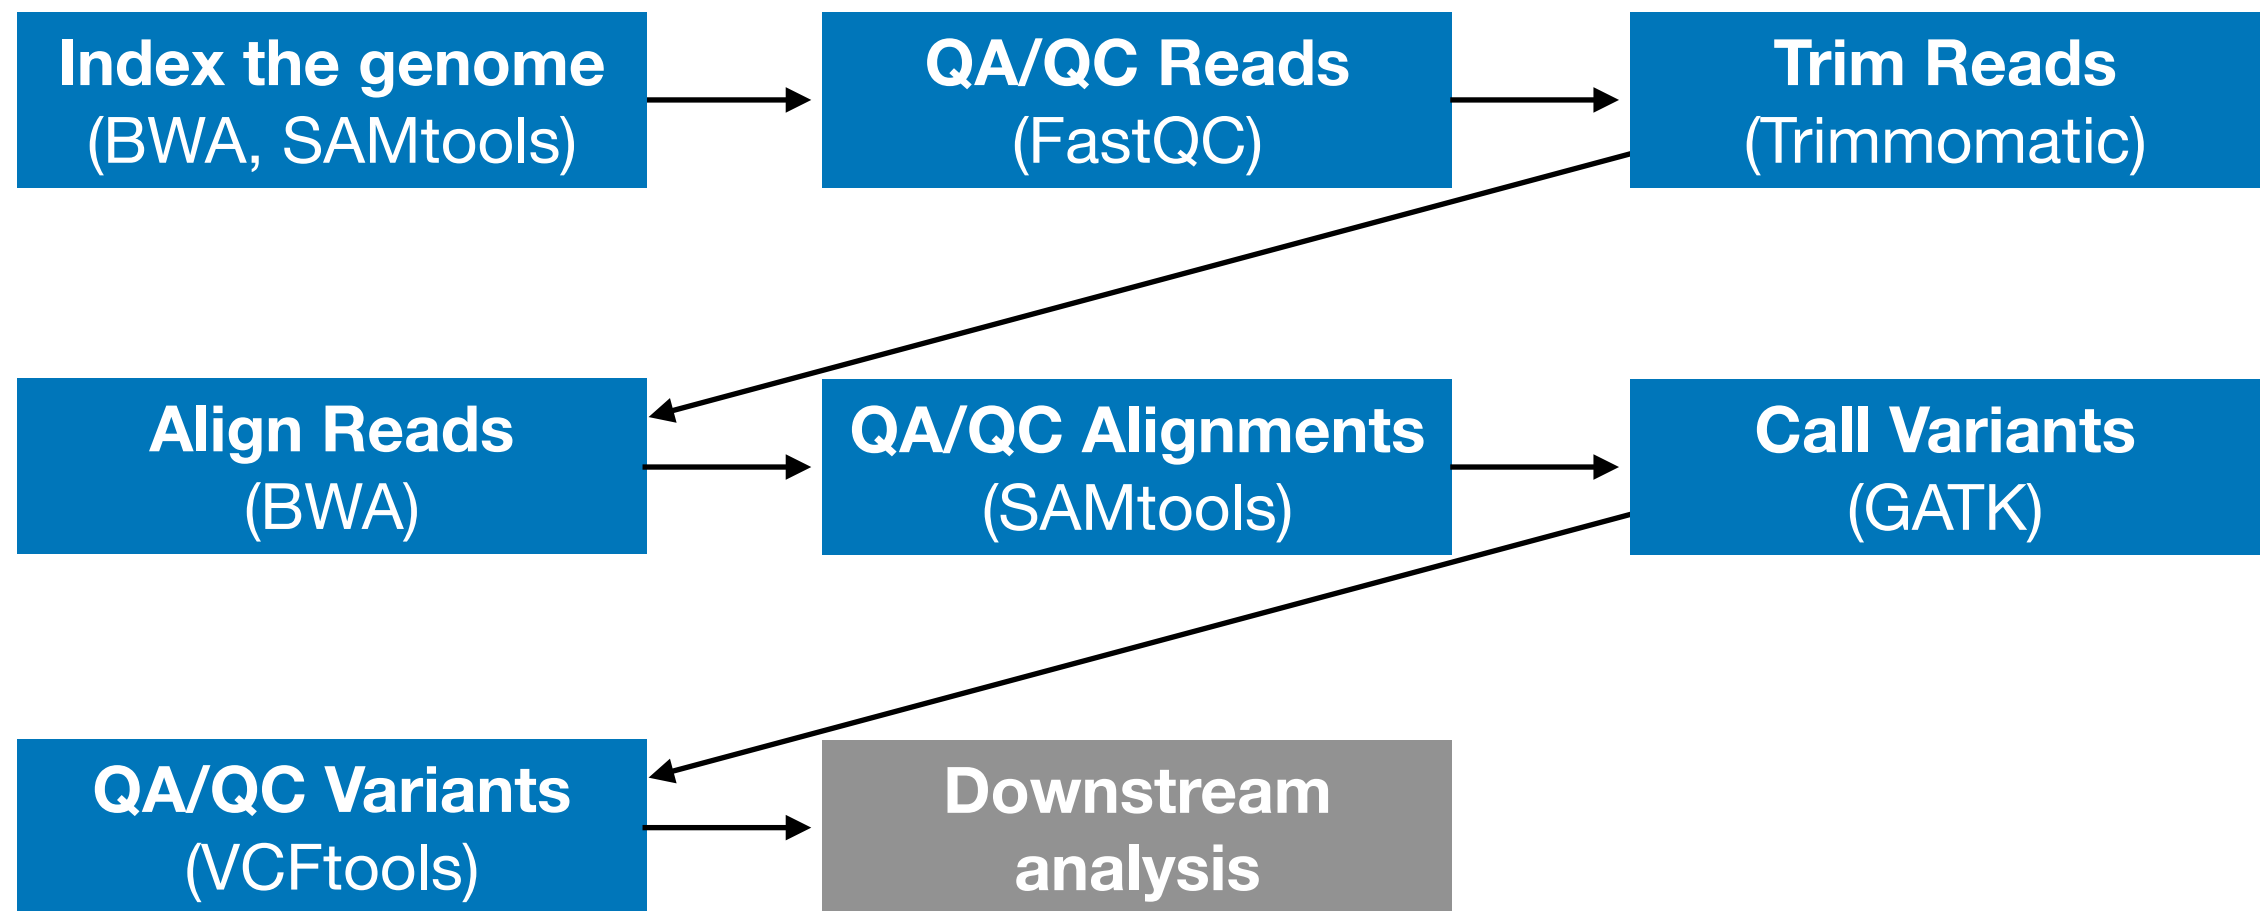 Index the genome
(BWA, SAMtools)
QA/QC Reads
(FastQC)
Trim Reads
(Trimmomatic)
Align Reads
(BWA)
QA/QC Alignments
(SAMtools)
Call Variants
(GATK)
QA/QC Variants
(VCFtools)
Downstream
analysis